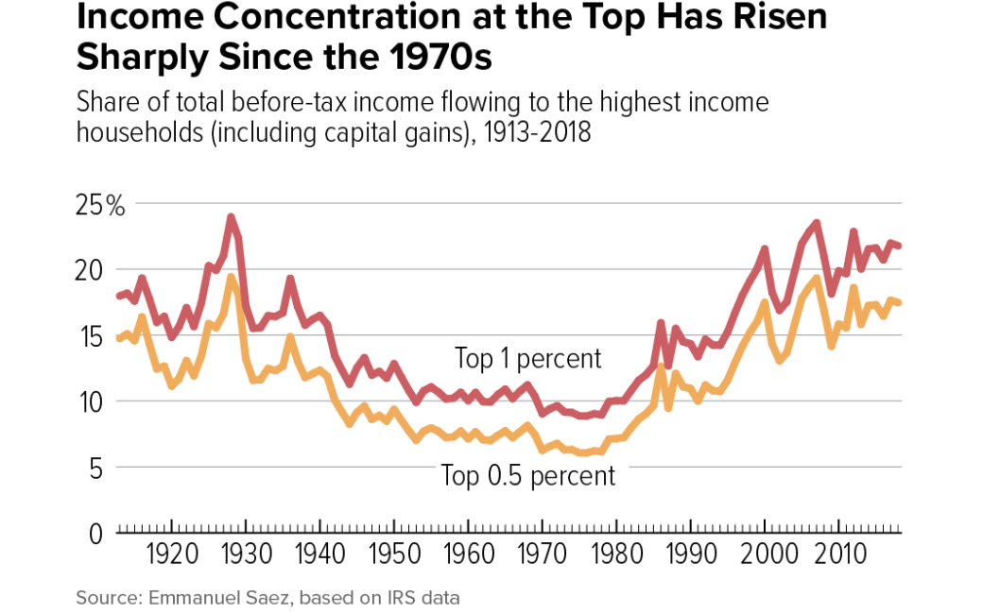 Income Concentration at the Top Has Risen
Sharply Since the 1970s
Share of total before-tax income flowing to the highest income
households (including capital gains), 1913-2018
25%
20
15
Top 1 percent
10
5
Top 0.5 percent
0
1920 1930 1940 1950 1960 1970 1980 1990 2000 2010
Source: Emmanuel Saez, based on IRS data